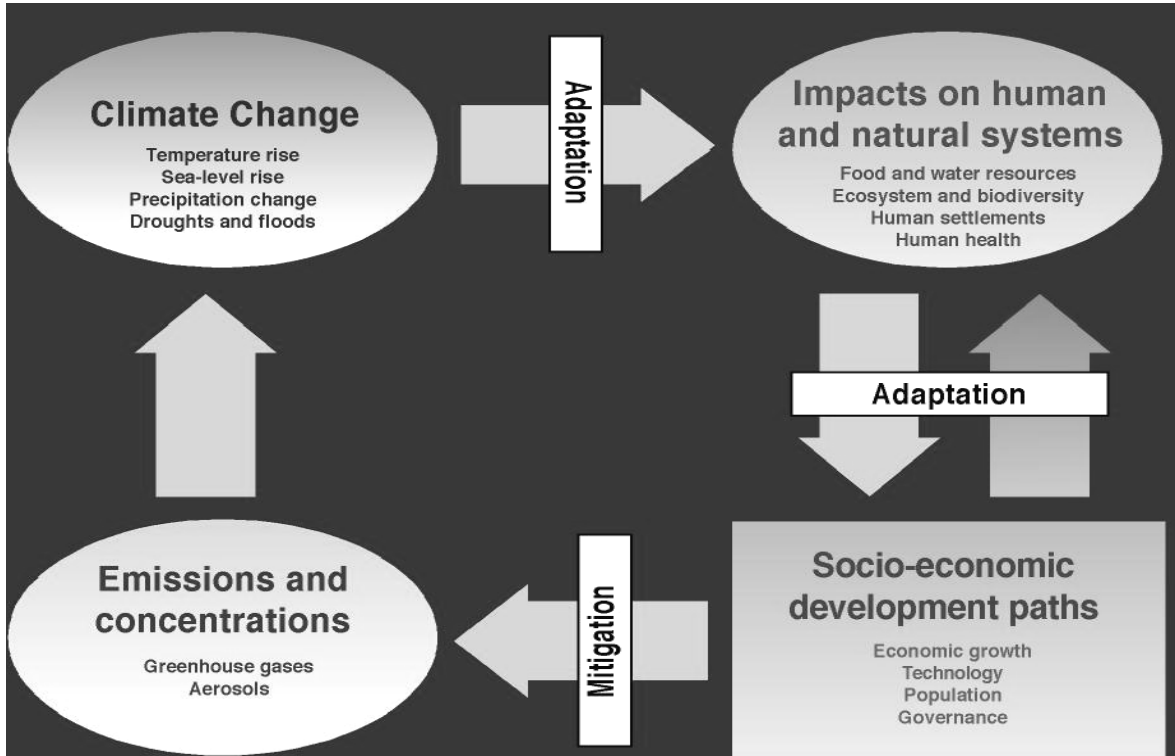 Climate Change
Temperature rise
Sea-level rise
Precipitation change
Droughts and floods
Adaptation
Impacts on human
and natural systems
Food and water resources
Ecosystem and biodiversity
Human settlements
Human health
Adaptation
Emissions and
concentrations
Greenhouse gases
Aerosols
Mitigation
Socio-economic
development paths
Economic growth
Technology
Population
Governance